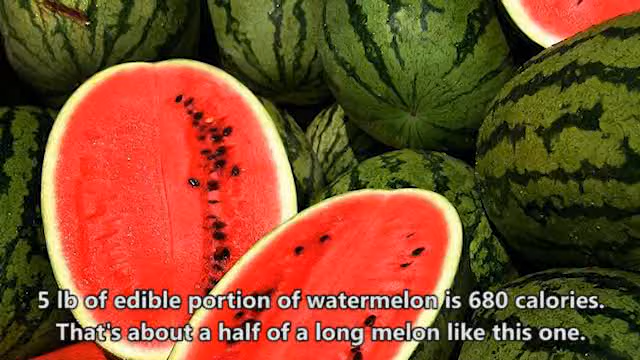 5 lb of edible portion of watermelon is 680 calories.
That's about a half of a long melon like this one.